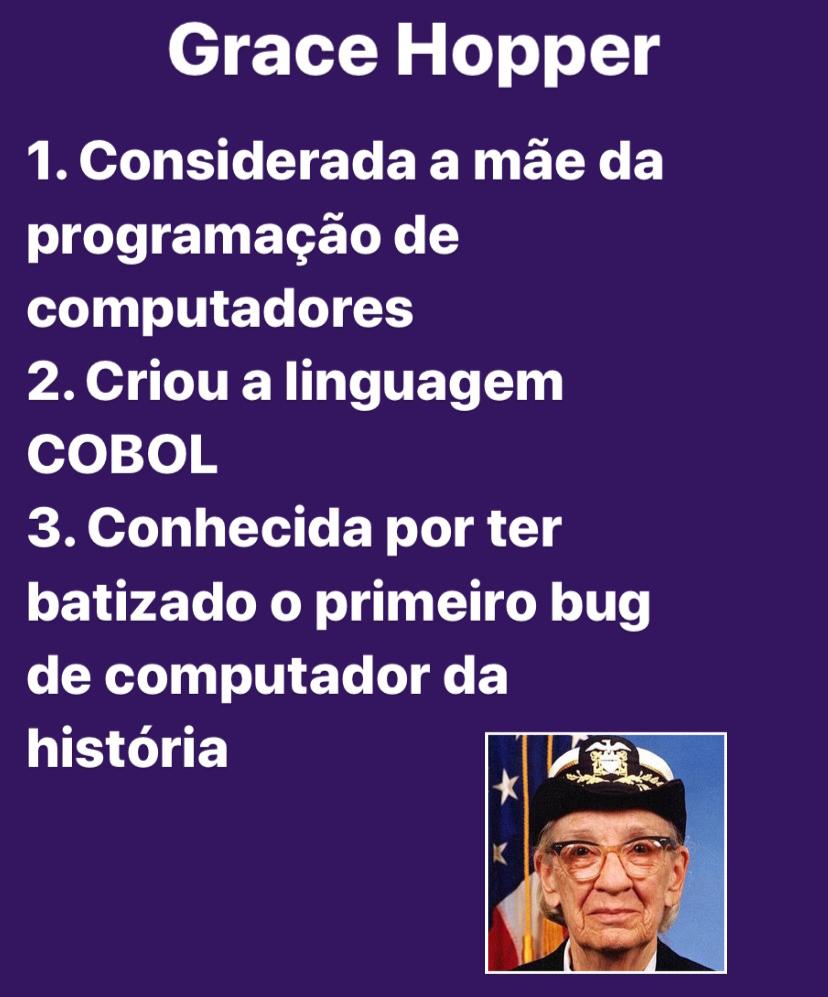 Grace Hopper
1. Considerada a mãe da
programação de
computadores
2. Criou a linguagem
COBOL
3. Conhecida por ter
batizado o primeiro bug
de computador da
história